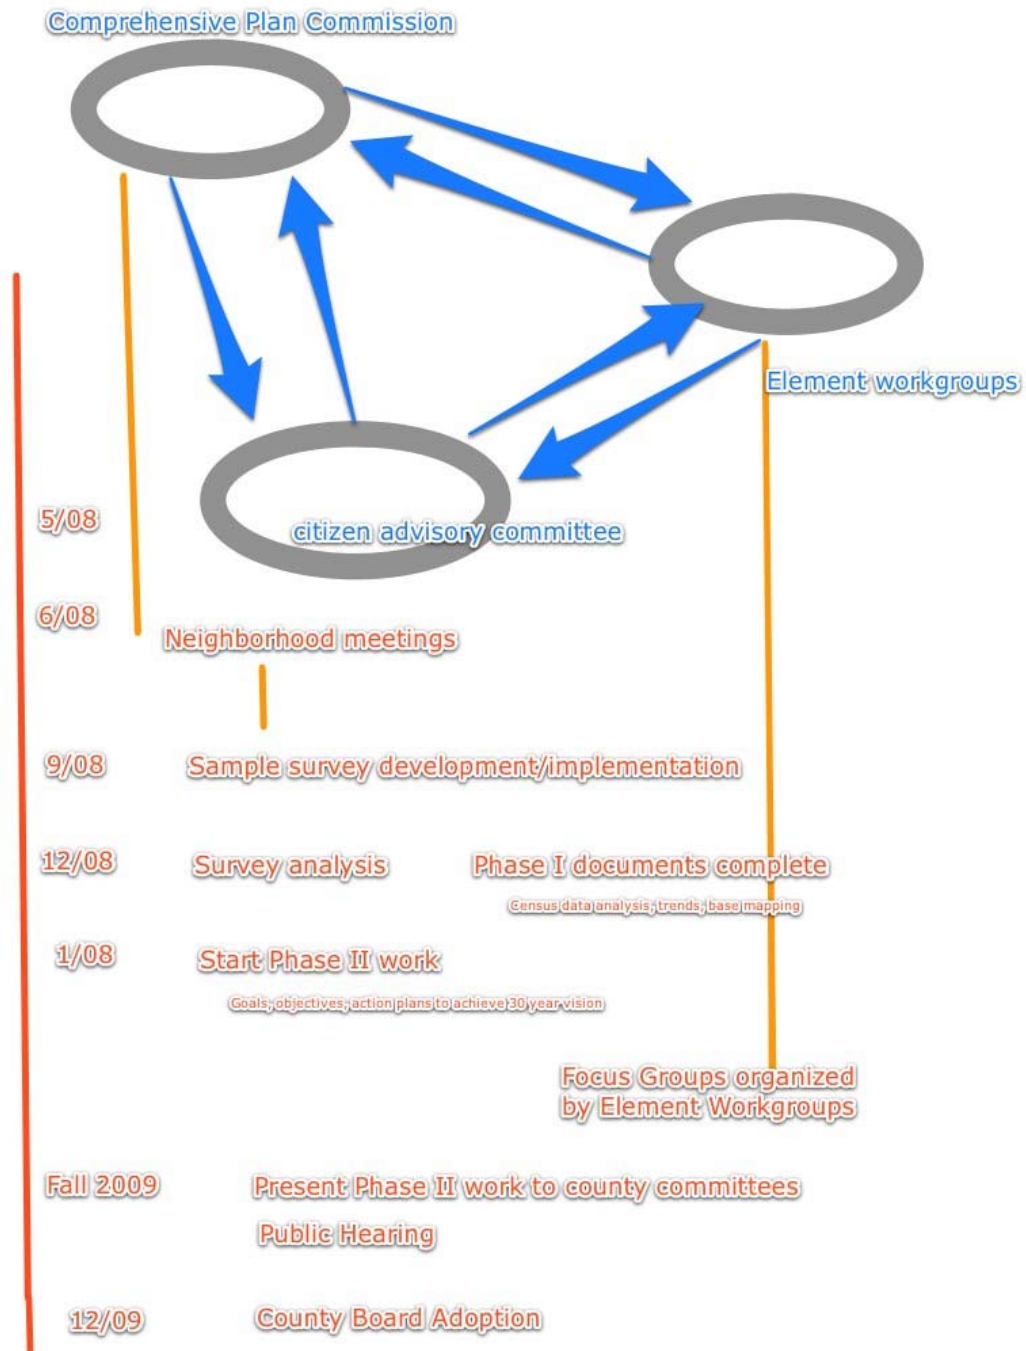 Comprehensive Plan Commission
Element workgroups
citizen advisory committee
5/08
6/08
Neighborhood meetings
9/08 Sample survey development/implementation
12/08 Survey analysis Phase I documents complete
Census data analysis, trends, base mapping
1/08 Start Phase II work
Goals, objectives, action plans to achieve 30 year vision
Focus Groups organized
by Element Workgroups
Fall 2009 Present Phase II work to county committees
Public Hearing
12/09 County Board Adoption